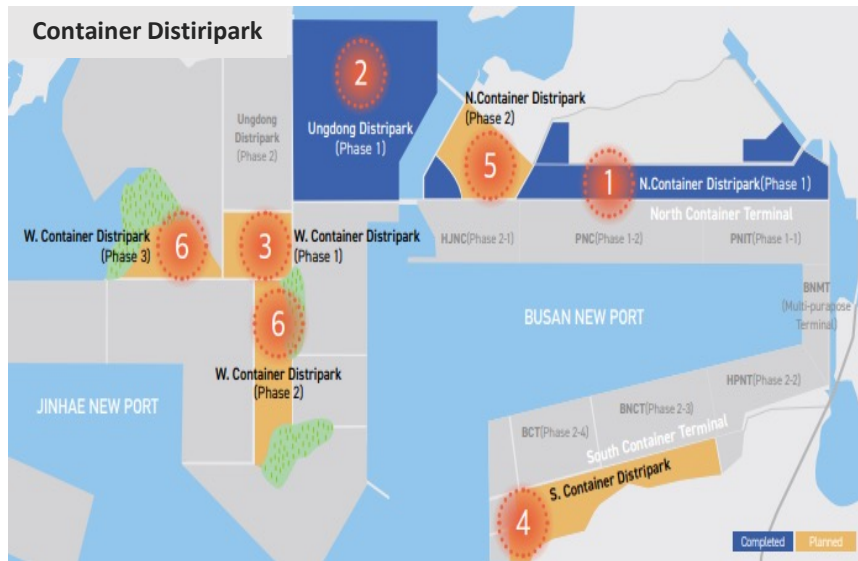 Container Distiripark
2
Ungdong Distripark
(Phase 1)
Ungdong
Distripark
(Phase 2)
N.Container Distripark
(Phase 2)
5
1
N.Container Distripark(Phase 1)
North Container Terminal
HJNC(Phase 2-1)
PNC(Phase 1-2)
PNIT(Phase 1-1)
W. Container Distripark
(Phase 3)
6
3
W. Container Distripark
(Phase 1)
BNMT
(Multi-purapose
Terminal)
6
BUSAN NEW PORT
W. Container Distripark
(Phase 2)
JINHAE NEW PORT
HPNT(Phase 2-2)
BNCT(Phase 2-3)
BCT(Phase 2-4)
South Container Terminal
S. Container Distripark
4
Completed
Planned